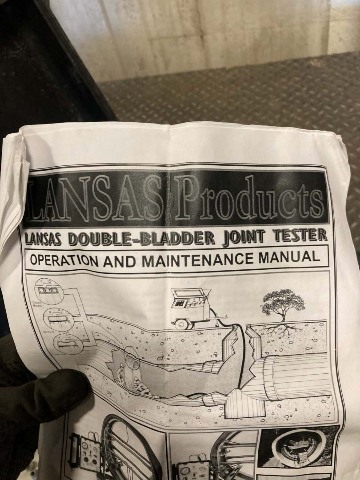 LANSAS Products
LANSAS DOUBLE-BLADDER JOINT TESTER
OPERATION AND MAINTENANCE MANUAL